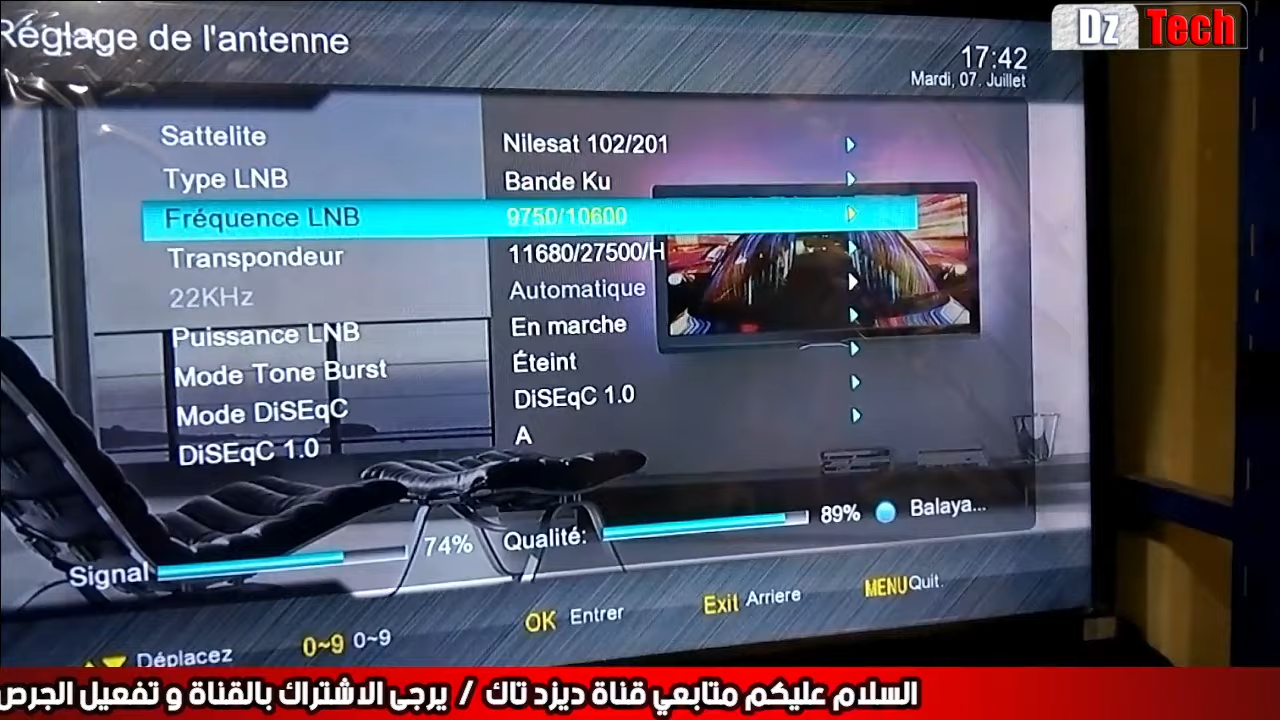 Dz Tech
Réglage de l'antenne
17:42
Mardi, 07. Juillet
Sattelite Nilesat 102/201
Type LNB Bande Ku
Fréquence LNB 9750/10600
Transpondeur 11680/27500/H
22KHz Automatique
Puissance LNB En marche
Mode Tone Burst Éteint
Mode DiSEqC DiSEqC 1.0
DiSEqC 1.0 A
Signal 74% Qualité: 89% Balaya...
Déplacez 0~9 0~9 OK Entrer Exit Arriere MENU Quit.
السلام عليكم متابعي قناة ديزد تاك / يرجى الاشتراك بالقناة و تفعيل الجرص